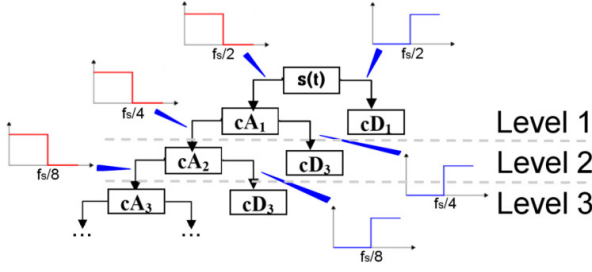 fs/2
fs/2
s(t)
fs/4
cA1
cD1
Level 1
fs/8
cA2
cD3
Level 2
fs/4
cA3
cD3
Level 3
...
...
fs/8